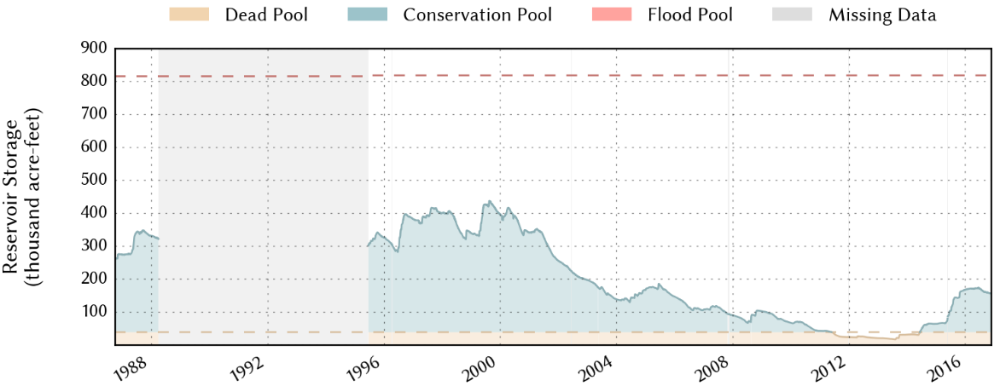 Dead Pool
Conservation Pool
Flood Pool
Missing Data
Reservoir Storage
(thousand acre-feet)
900
800
700
600
500
400
300
200
100
1988
1992
1996
2000
2004
2008
2012
2016